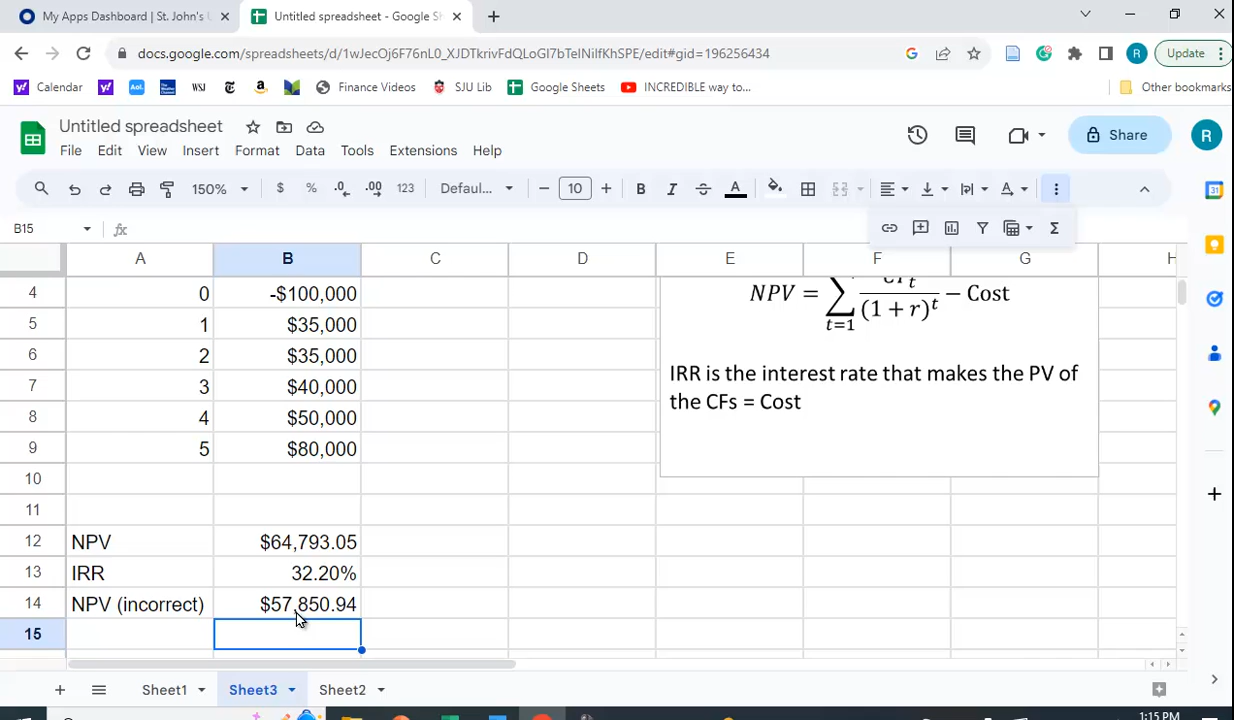 My Apps Dashboard | St. John's
Untitled spreadsheet - Google Sh
docs.google.com/spreadsheets/d/1wJecOj6F76nL0_XJDTkrivFdQLoGl7bTelNilfKhSPE/edit#gid=196256434
R
Update
Calendar
Aol.
WSJ
Finance Videos
SJU Lib
Google Sheets
INCREDIBLE way to...
Other bookmarks
Untitled spreadsheet
Share
R
File Edit View Insert Format Data Tools Extensions Help
150% $ % .0 .00 123 Defaul... 10 B I S A
B15 fx
A B C D E F G H
4 0 -$100,000
NPV = ∑ CFt / (1 + r)^t − Cost
t=1
5 1 $35,000
6 2 $35,000
7 3 $40,000
8 4 $50,000
9 5 $80,000
IRR is the interest rate that makes the PV of
the CFs = Cost
10
11
12 NPV $64,793.05
13 IRR 32.20%
14 NPV (incorrect) $57,850.94
15
Sheet1 Sheet3 Sheet2
1:15 PM